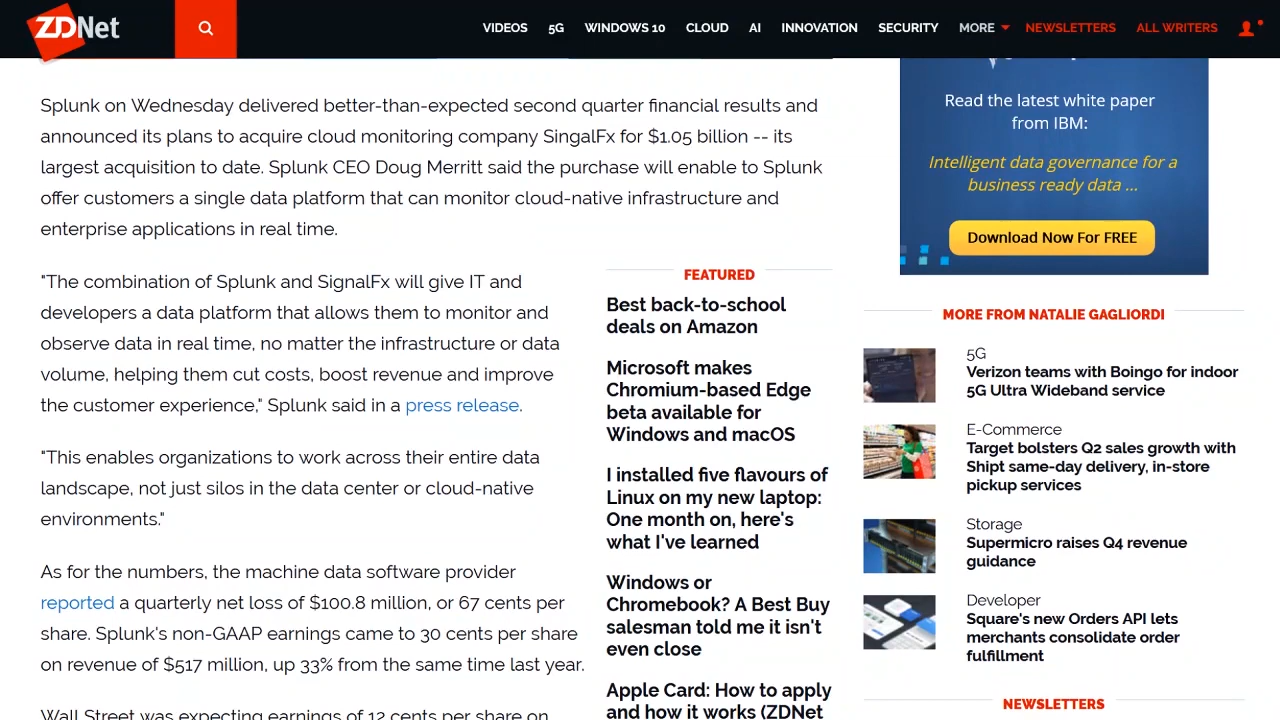 ZDNet
VIDEOS 5G WINDOWS 10 CLOUD AI INNOVATION SECURITY MORE NEWSLETTERS ALL WRITERS
Splunk on Wednesday delivered better-than-expected second quarter financial results and
announced its plans to acquire cloud monitoring company SingalFx for $1.05 billion -- its
largest acquisition to date. Splunk CEO Doug Merritt said the purchase will enable to Splunk
offer customers a single data platform that can monitor cloud-native infrastructure and
enterprise applications in real time.
"The combination of Splunk and SignalFx will give IT and
developers a data platform that allows them to monitor and
observe data in real time, no matter the infrastructure or data
volume, helping them cut costs, boost revenue and improve
the customer experience," Splunk said in a press release.
"This enables organizations to work across their entire data
landscape, not just silos in the data center or cloud-native
environments."
As for the numbers, the machine data software provider
reported a quarterly net loss of $100.8 million, or 67 cents per
share. Splunk's non-GAAP earnings came to 30 cents per share
on revenue of $517 million, up 33% from the same time last year.
Wall Street was expecting earnings of 12 cents per share on
FEATURED
Best back-to-school
deals on Amazon
Microsoft makes
Chromium-based Edge
beta available for
Windows and macOS
I installed five flavours of
Linux on my new laptop:
One month on, here's
what I've learned
Windows or
Chromebook? A Best Buy
salesman told me it isn't
even close
Apple Card: How to apply
and how it works (ZDNet
Read the latest white paper
from IBM:
Intelligent data governance for a
business ready data ...
Download Now For FREE
MORE FROM NATALIE GAGLIORDI
5G
Verizon teams with Boingo for indoor
5G Ultra Wideband service
E-Commerce
Target bolsters Q2 sales growth with
Shipt same-day delivery, in-store
pickup services
Storage
Supermicro raises Q4 revenue
guidance
Developer
Square's new Orders API lets
merchants consolidate order
fulfillment
NEWSLETTERS